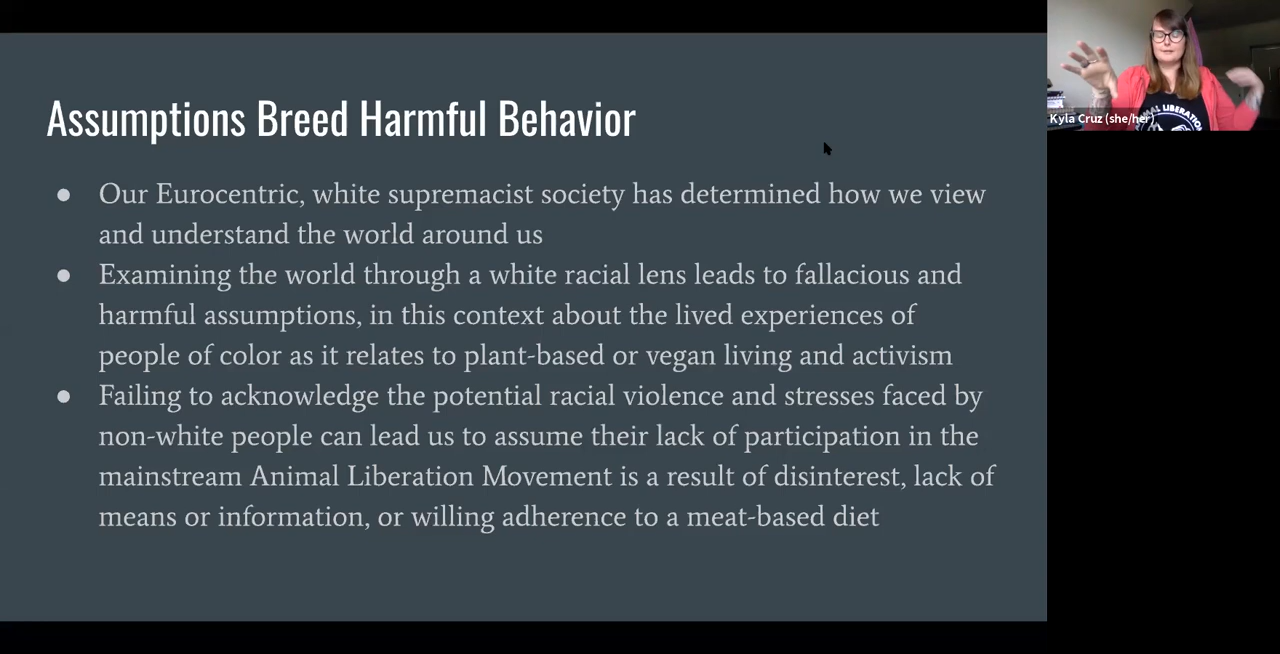 Assumptions Breed Harmful Behavior
● Our Eurocentric, white supremacist society has determined how we view
and understand the world around us
● Examining the world through a white racial lens leads to fallacious and
harmful assumptions, in this context about the lived experiences of
people of color as it relates to plant-based or vegan living and activism
● Failing to acknowledge the potential racial violence and stresses faced by
non-white people can lead us to assume their lack of participation in the
mainstream Animal Liberation Movement is a result of disinterest, lack of
means or information, or willing adherence to a meat-based diet
LIBERATION
Kyla Cruz (she/her)